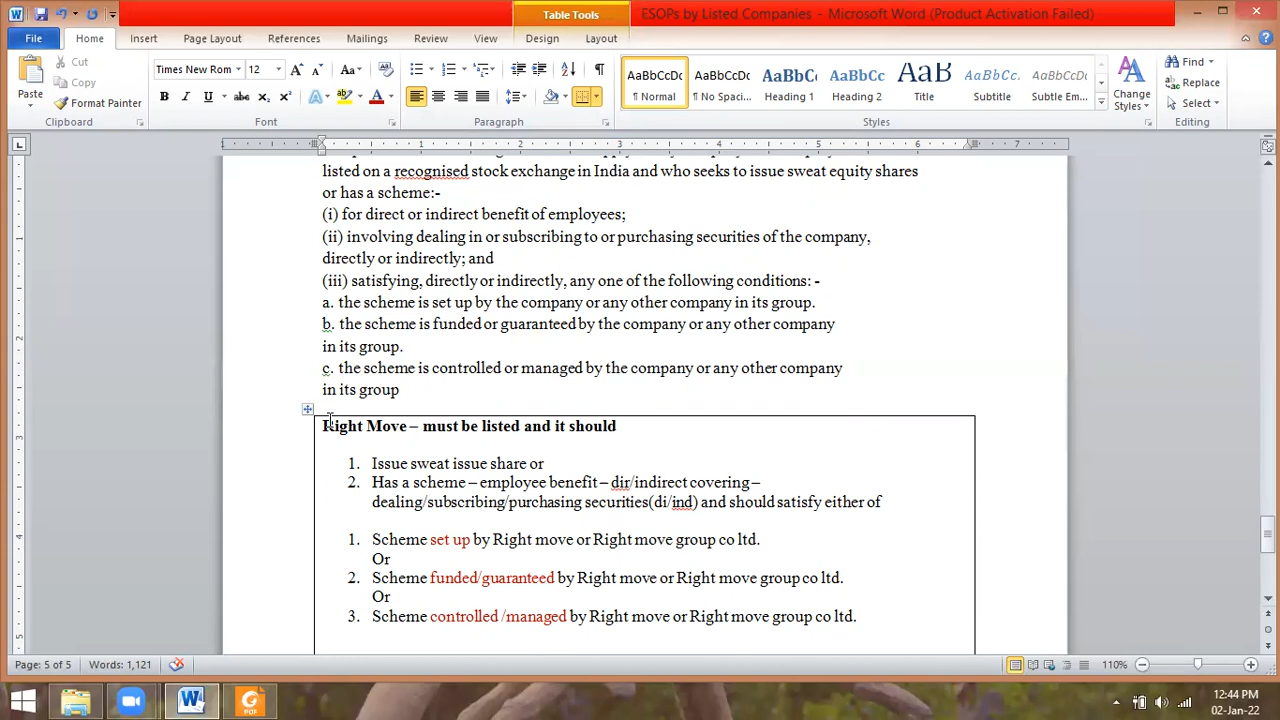 Table Tools
ESOPs by Listed Companies - Microsoft Word (Product Activation Failed)
File Home Insert Page Layout References Mailings Review View Design Layout
Paste
Cut
Copy
Format Painter
Clipboard
Times New Rom 12
Font
Paragraph
AaBbCcDc ¶ Normal
AaBbCcDc ¶ No Spaci...
AaBbC Heading 1
AaBbCc Heading 2
AaB Title
AaBbCc. Subtitle
AaBbCcDc Subtle Em...
Change Styles
Styles
Find
Replace
Select
Editing
listed on a recognised stock exchange in India and who seeks to issue sweat equity shares
or has a scheme:-
(i) for direct or indirect benefit of employees;
(ii) involving dealing in or subscribing to or purchasing securities of the company,
directly or indirectly; and
(iii) satisfying, directly or indirectly, any one of the following conditions: -
a. the scheme is set up by the company or any other company in its group.
b. the scheme is funded or guaranteed by the company or any other company
in its group.
c. the scheme is controlled or managed by the company or any other company
in its group
Right Move – must be listed and it should
1. Issue sweat issue share or
2. Has a scheme – employee benefit – dir/indirect covering –
dealing/subscribing/purchasing securities(di/ind) and should satisfy either of
1. Scheme set up by Right move or Right move group co ltd.
Or
2. Scheme funded/guaranteed by Right move or Right move group co ltd.
Or
3. Scheme controlled /managed by Right move or Right move group co ltd.
Page: 5 of 5 Words: 1,121 110%
12:44 PM
02-Jan-22